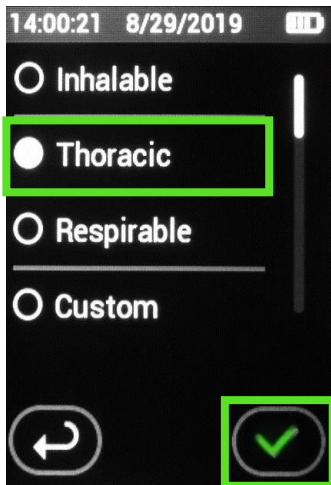 14:00:21 8/29/2019
Inhalable
Thoracic
Respirable
Custom